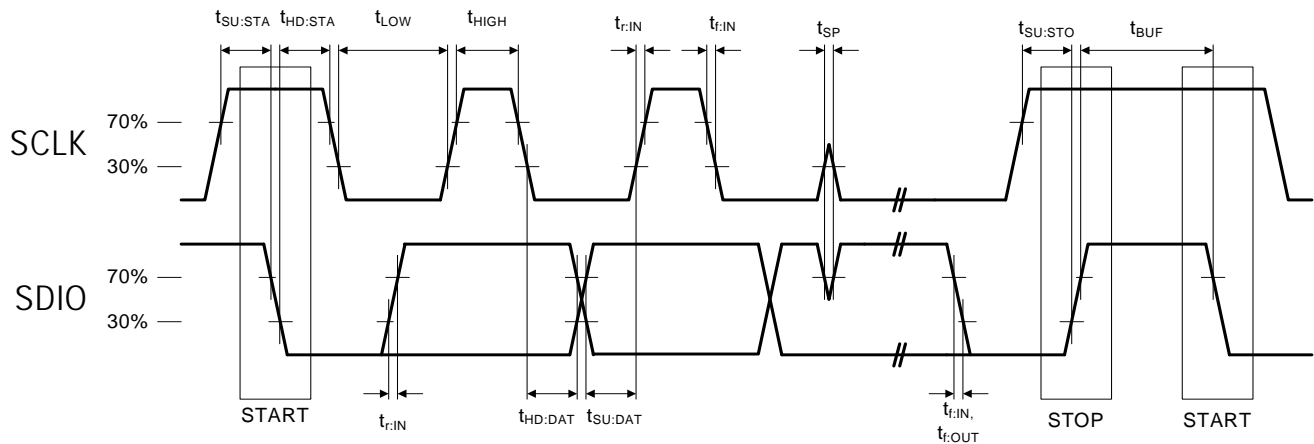 tSU:STA tHD:STA tLOW tHIGH tr:IN tf:IN tSP tSU:STO tBUF
SCLK
70%
30%
SDIO
70%
30%
START
tr:IN
tHD:DAT tSU:DAT
tf:IN,
tf:OUT
STOP
START